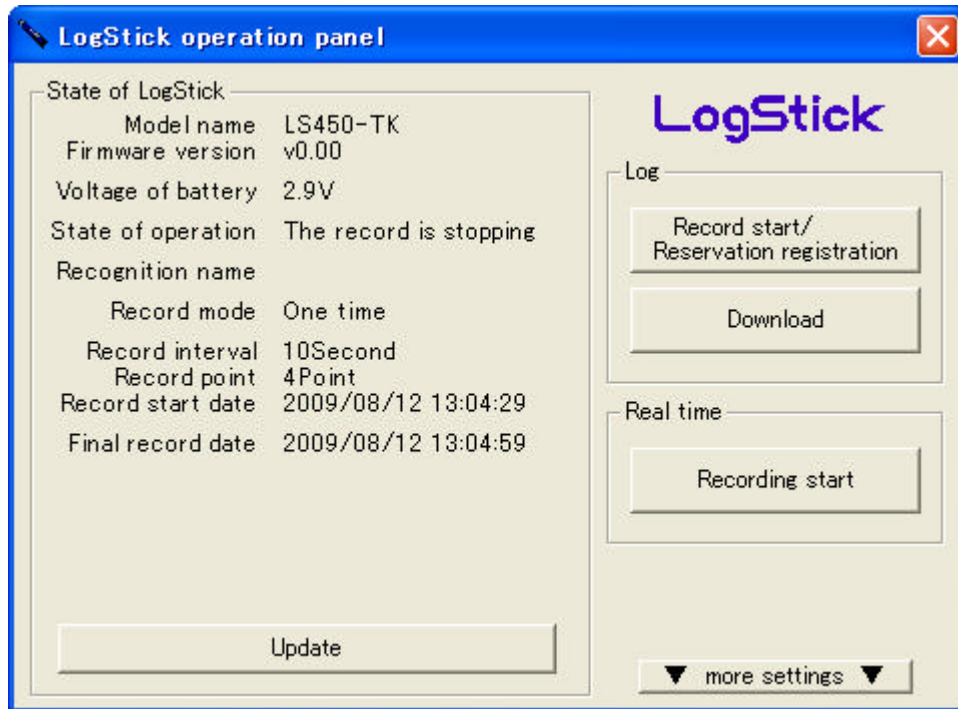 LogStick operation panel
State of LogStick
Model name LS450-TK
Firmware version v0.00
Voltage of battery 2.9V
State of operation The record is stopping
Recognition name
Record mode One time
Record interval 10Second
Record point 4Point
Record start date 2009/08/12 13:04:29
Final record date 2009/08/12 13:04:59
Update
LogStick
Log
Record start/
Reservation registration
Download
Real time
Recording start
▼ more settings ▼